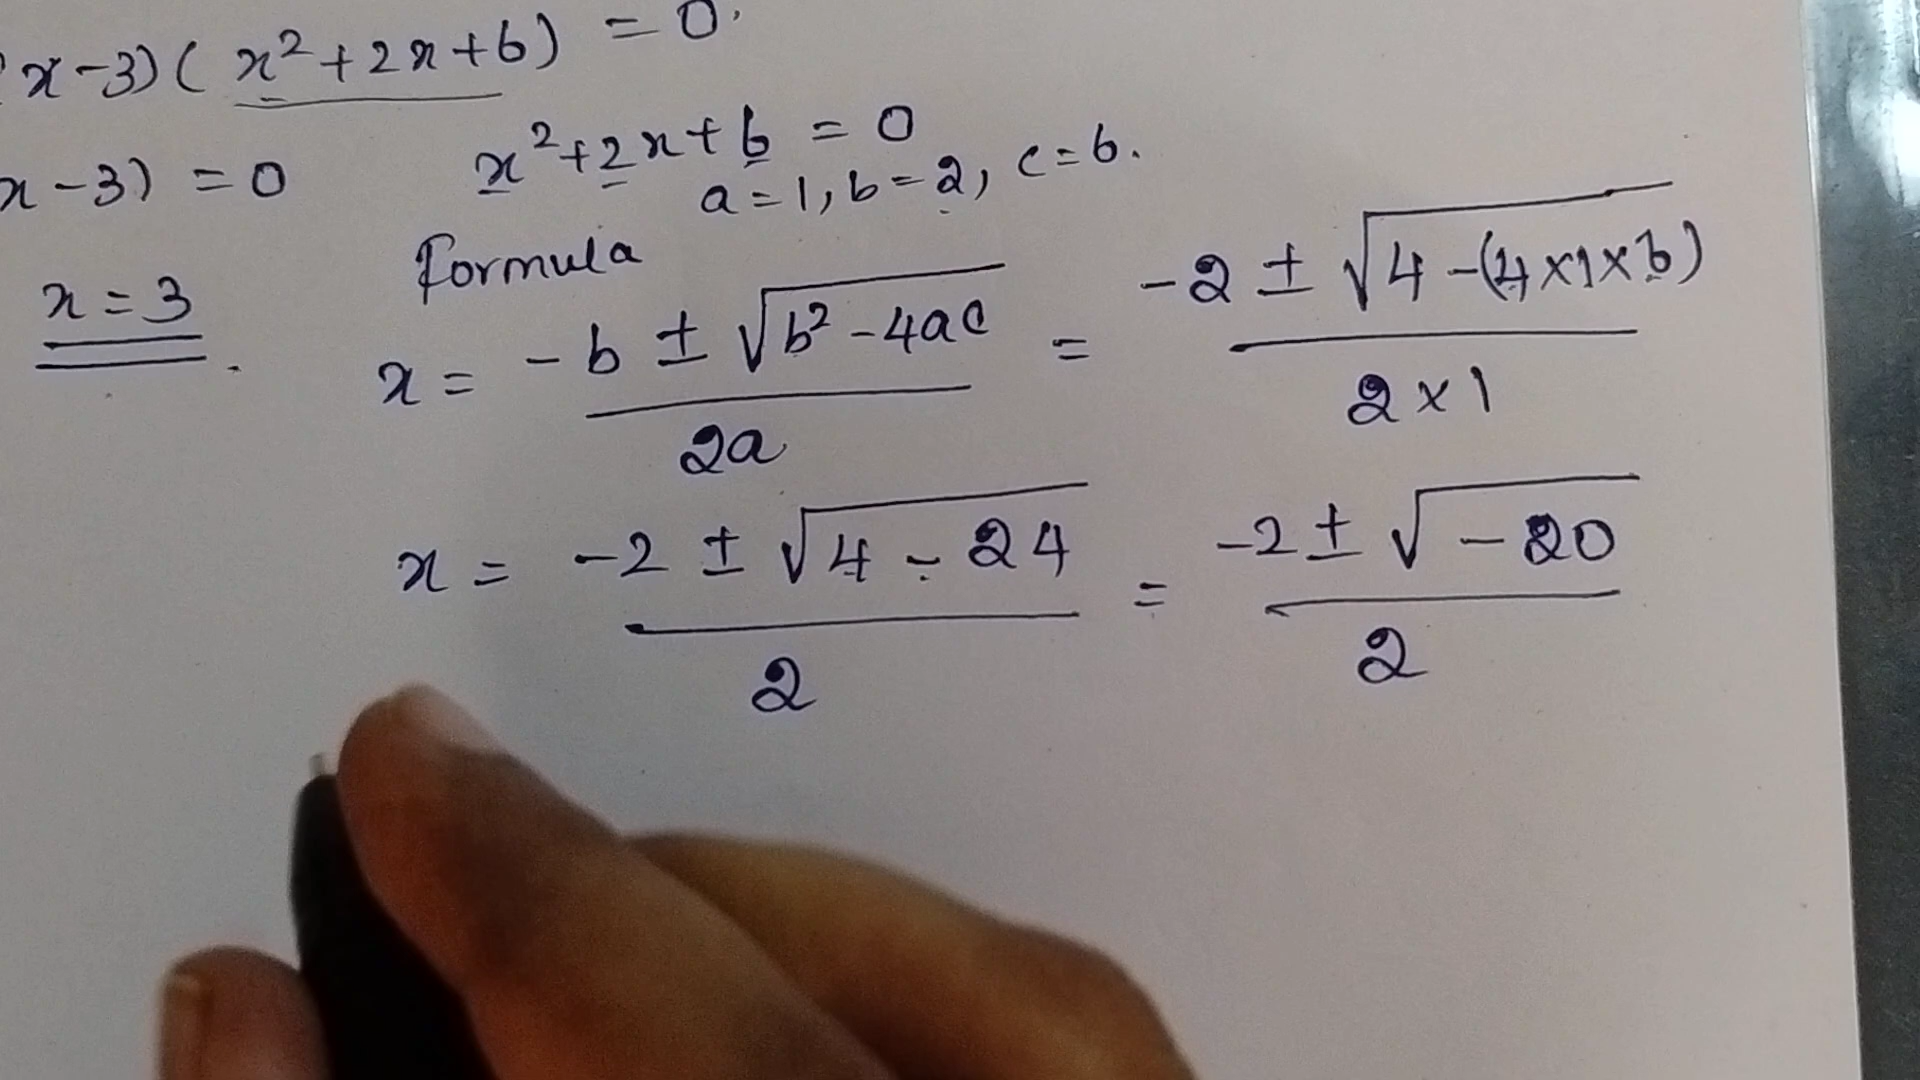 (x-3)(x²+2x+6) = 0.
(x-3) = 0
x²+2x+6 = 0
a=1, b=2, c=6.
x=3.
Formula
x = -b ± √b²-4ac / 2a = -2 ± √4-(4×1×6) / 2×1
x = -2 ± √4-24 / 2 = -2 ± √-20 / 2